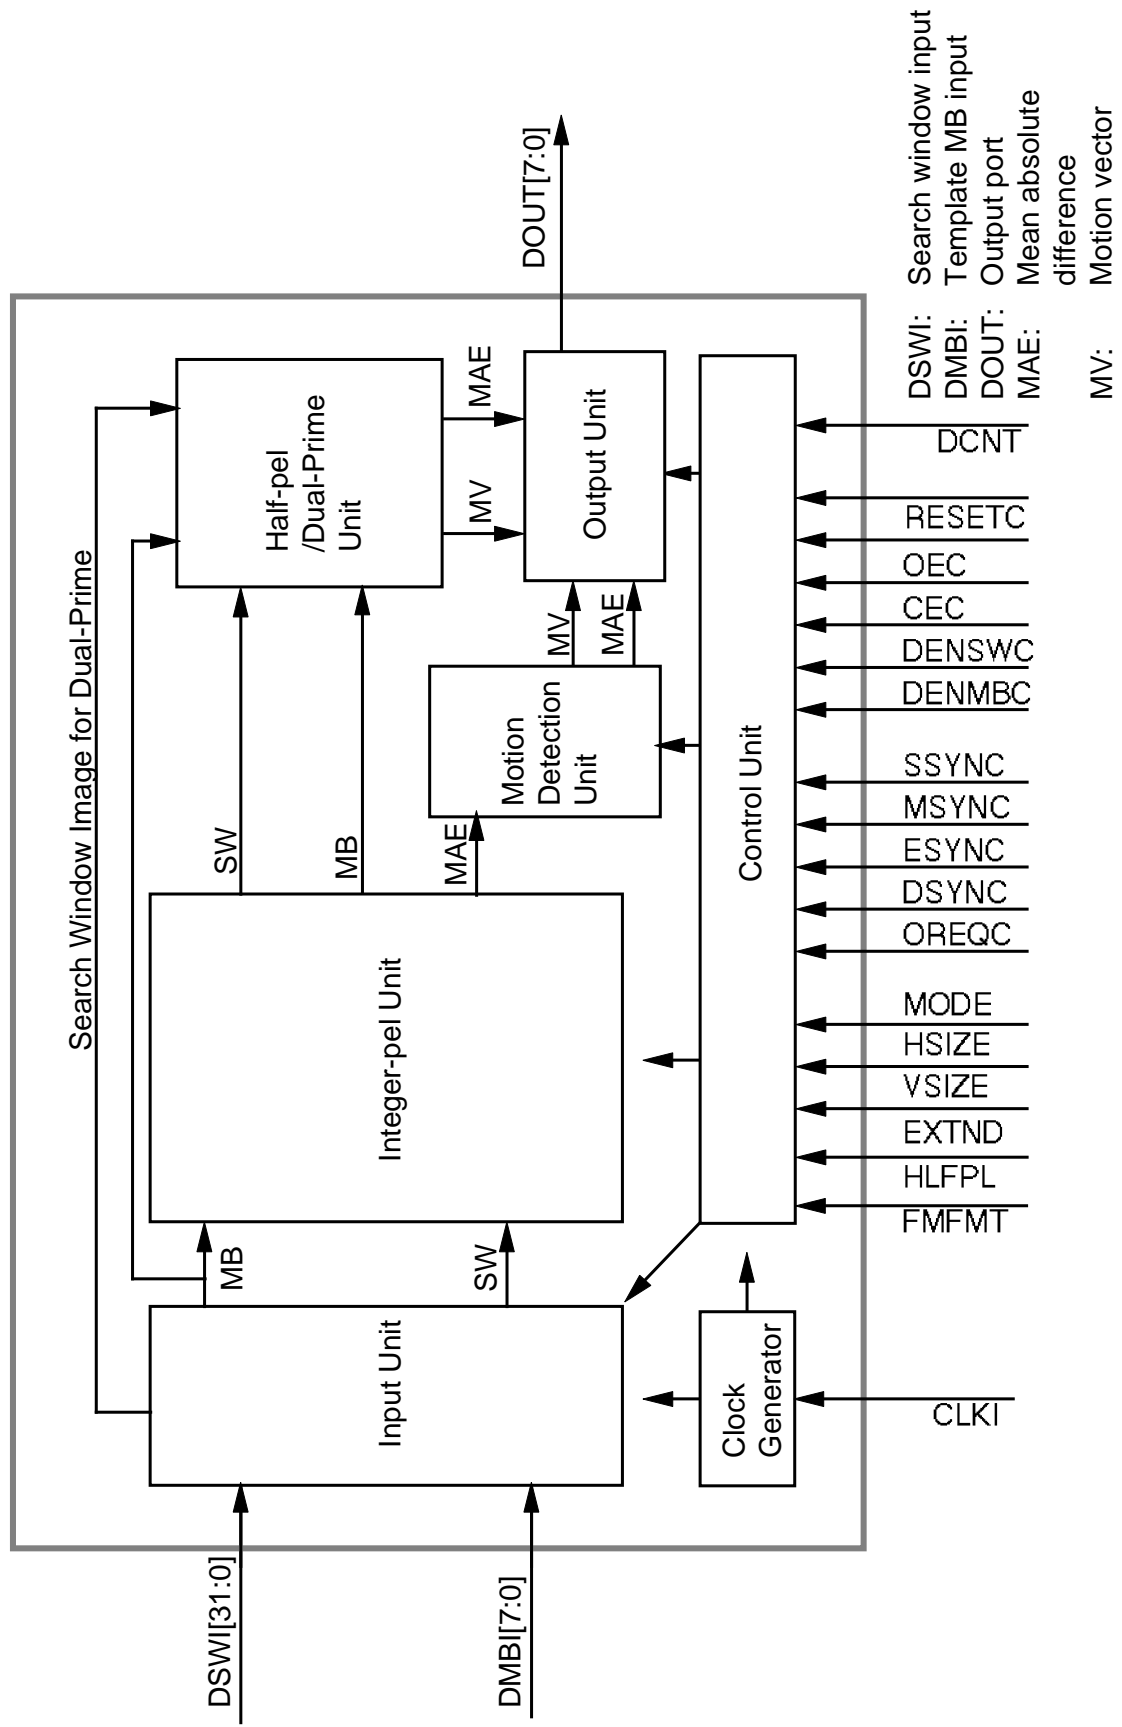 Search Window Image for Dual-Prime
DSWI[31:0]
DMBI[7:0]
Input Unit
MB
SW
Integer-pel Unit
SW
MB
MAE
Half-pel
/Dual-Prime
Unit
Motion
Detection
Unit
MV
MAE
MV
MAE
Output Unit
DOUT[7:0]
Clock
Generator
Control Unit
CLKI
FMFMT
HLFPL
EXTND
VSIZE
HSIZE
MODE
OREQC
DSYNC
ESYNC
MSYNC
SSYNC
DENMBC
DENSWC
CEC
OEC
RESETC
DCNT
DSWI: Search window input
DMBI: Template MB input
DOUT: Output port
MAE: Mean absolute
difference
MV: Motion vector